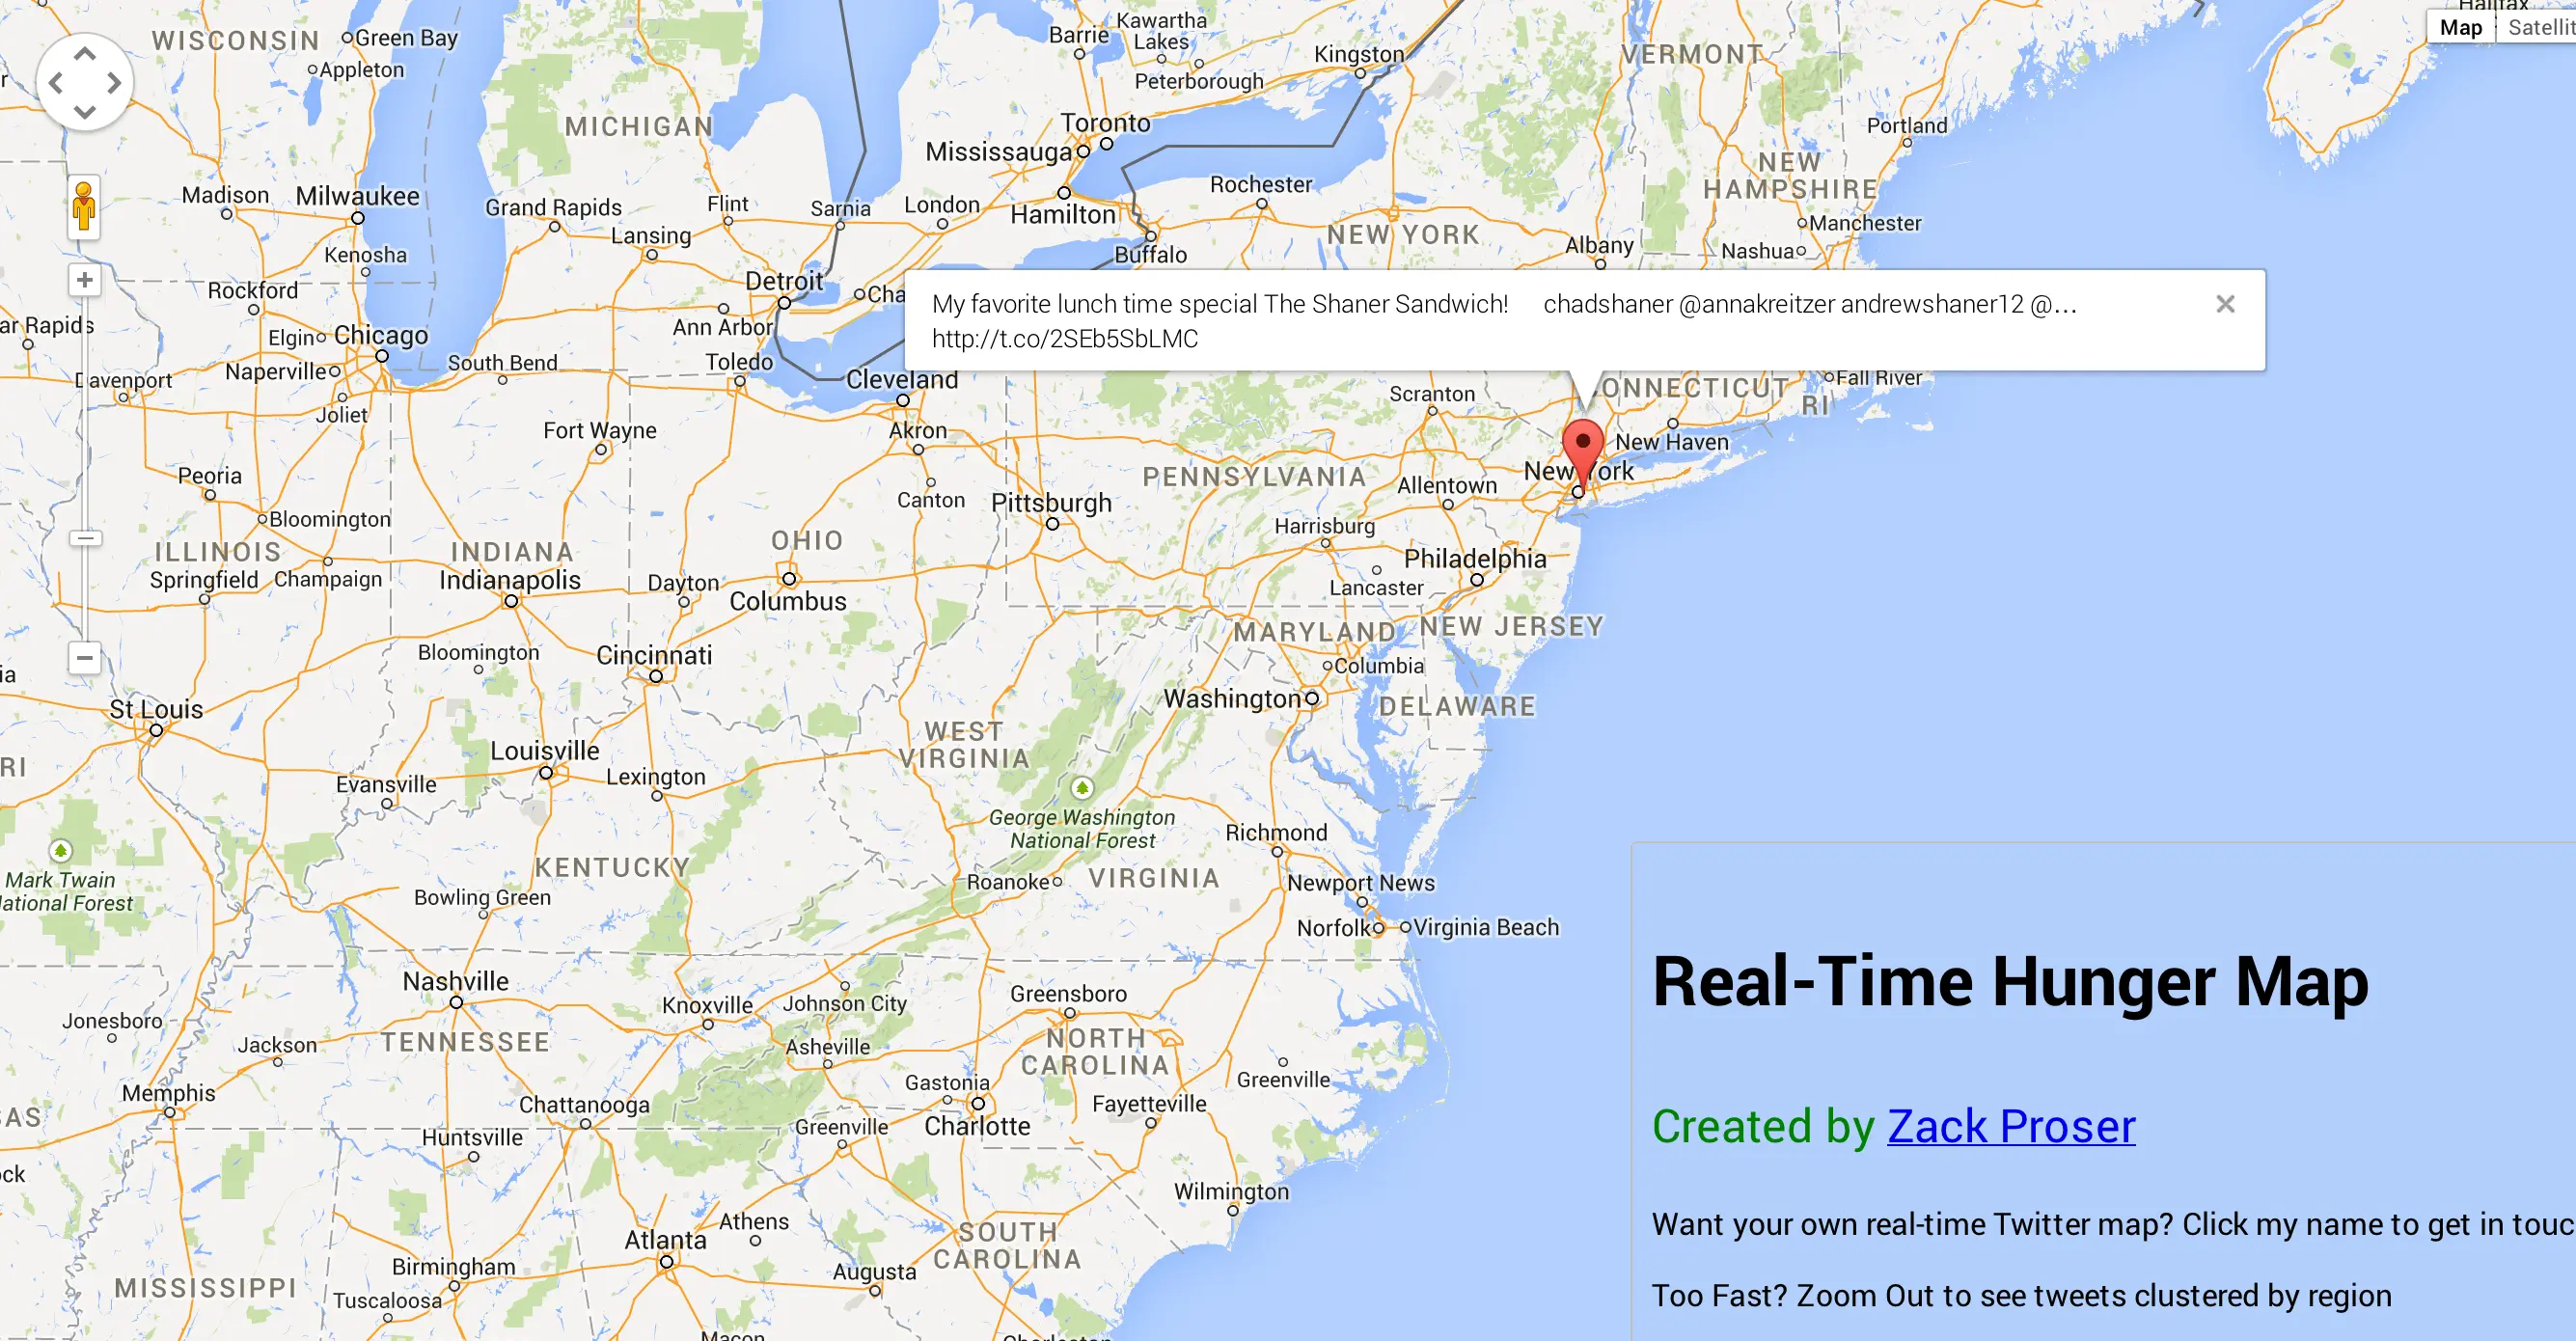 Halifax
WISCONSIN
Green Bay
Appleton
Barrie
Kawartha
Lakes
Peterborough
Kingston
VERMONT
Map
Satellit
MICHIGAN
Toronto
Mississauga
Portland
Madison
Milwaukee
Grand Rapids
Flint
Sarnia
London
Hamilton
Rochester
NEW
HAMPSHIRE
Lansing
NEW YORK
Manchester
Kenosha
Buffalo
Albany
Nashua
Rockford
Detroit
Cha
My favorite lunch time special The Shaner Sandwich! chadshaner @annakreitzer andrewshaner12 @…
http://t.co/2SEb5SbLMC
ar Rapids
Elgin
Chicago
Ann Arbor
Naperville
South Bend
Toledo
Cleveland
Davenport
Scranton
ONNECTICUT
Fall River
RI
Joliet
Fort Wayne
Akron
New Haven
Peoria
Canton
Pittsburgh
PENNSYLVANIA
Allentown
New York
Bloomington
Harrisburg
ILLINOIS
INDIANA
OHIO
Philadelphia
Springfield
Champaign
Indianapolis
Dayton
Columbus
Lancaster
MARYLAND
NEW JERSEY
Bloomington
Cincinnati
Columbia
ia
Washington
DELAWARE
St Louis
WEST
VIRGINIA
RI
Louisville
Evansville
Lexington
George Washington
National Forest
Richmond
KENTUCKY
Mark Twain
National Forest
Roanoke
VIRGINIA
Newport News
Bowling Green
Norfolk
Virginia Beach
Nashville
Knoxville
Johnson City
Greensboro
Real-Time Hunger Map
Jonesboro
TENNESSEE
Jackson
Asheville
NORTH
CAROLINA
Greenville
Memphis
Gastonia
Chattanooga
Fayetteville
SAS
Greenville
Charlotte
Created by Zack Proser
Huntsville
ck
Wilmington
Athens
Atlanta
SOUTH
CAROLINA
Want your own real-time Twitter map? Click my name to get in touc
Birmingham
Augusta
MISSISSIPPI
Tuscaloosa
Too Fast? Zoom Out to see tweets clustered by region
Macon
Charleston